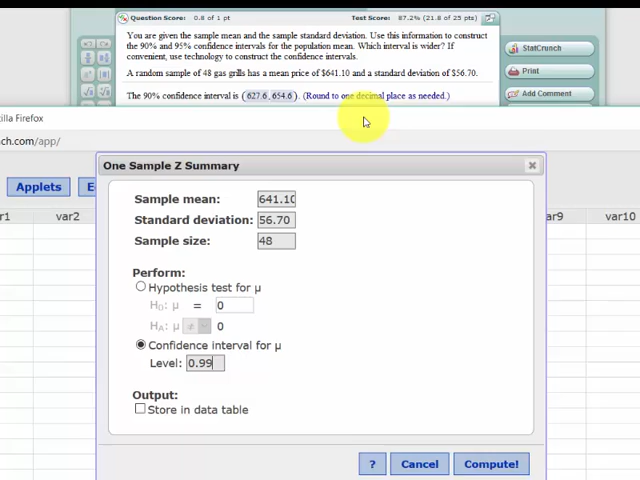 Question Score: 0.8 of 1 pt
Test Score: 87.2% (21.8 of 25 pts)
You are given the sample mean and the sample standard deviation. Use this information to construct
the 90% and 95% confidence intervals for the population mean. Which interval is wider? If
convenient, use technology to construct the confidence intervals.
A random sample of 48 gas grills has a mean price of $641.10 and a standard deviation of $56.70.
The 90% confidence interval is ( 627.6, 654.6 ). (Round to one decimal place as needed.)
StatCrunch
Print
Add Comment
zilla Firefox
ch.com/app/
Applets
E
r1
var2
ar9
var10
One Sample Z Summary
Sample mean: 641.10
Standard deviation: 56.70
Sample size: 48
Perform:
Hypothesis test for μ
H0: μ = 0
HA: μ ≠ 0
Confidence interval for μ
Level: 0.99
Output:
Store in data table
? Cancel Compute!